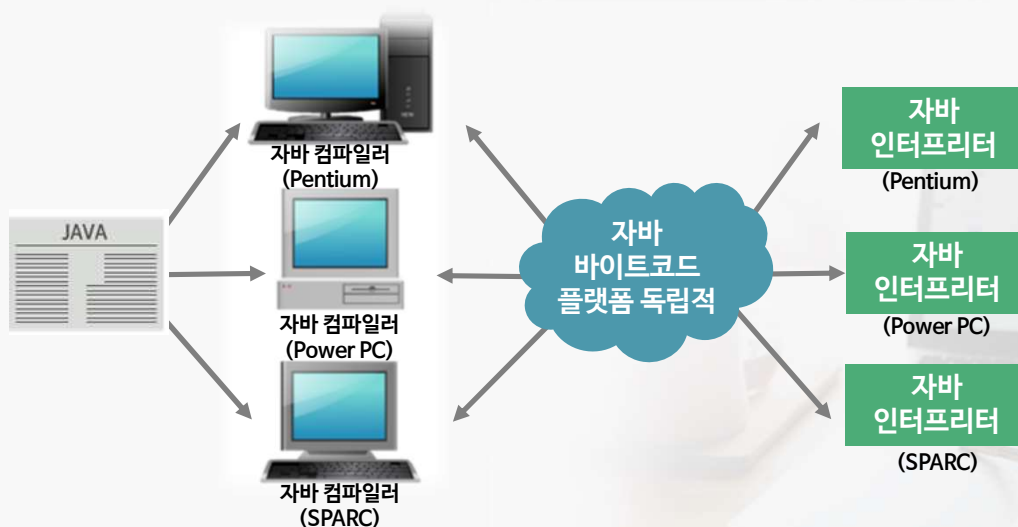 JAVA
자바 컴파일러
(Pentium)
자바 컴파일러
(Power PC)
자바 컴파일러
(SPARC)
자바
바이트코드
플랫폼 독립적
자바
인터프리터
(Pentium)
자바
인터프리터
(Power PC)
자바
인터프리터
(SPARC)